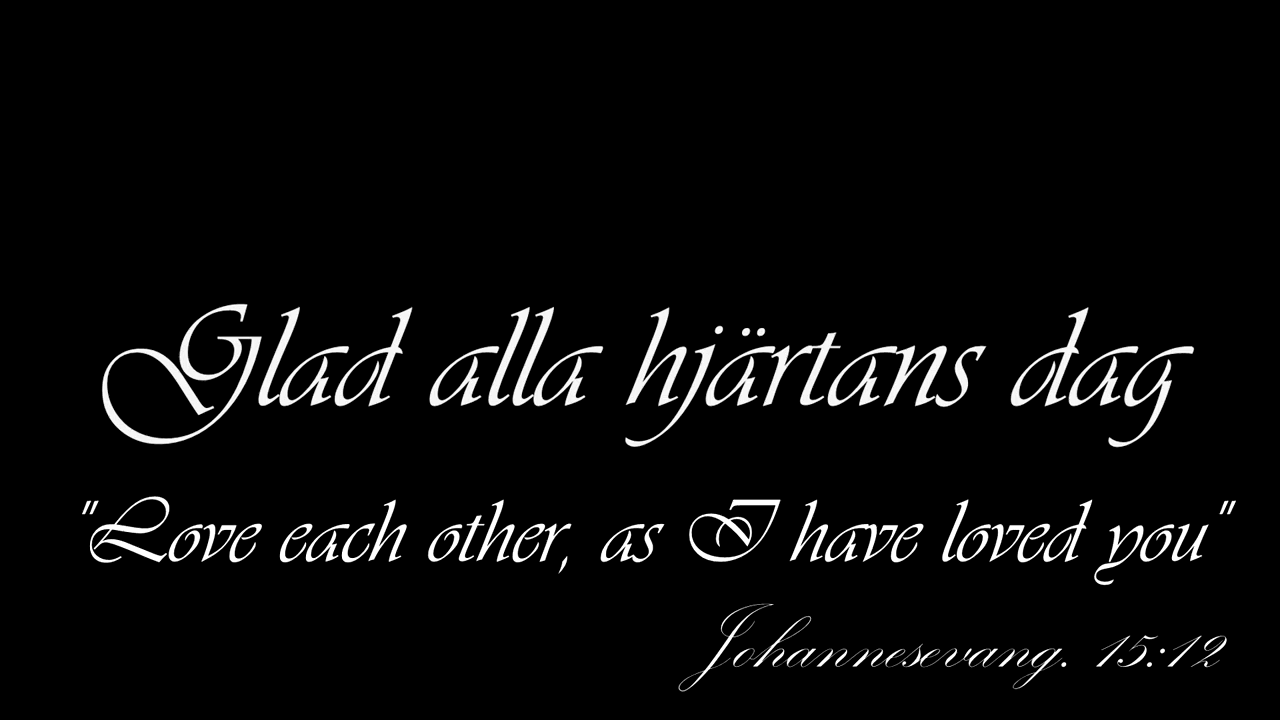 Glad alla hjärtans dag
"Love each other, as I have loved you"
Johannesevang. 15:12